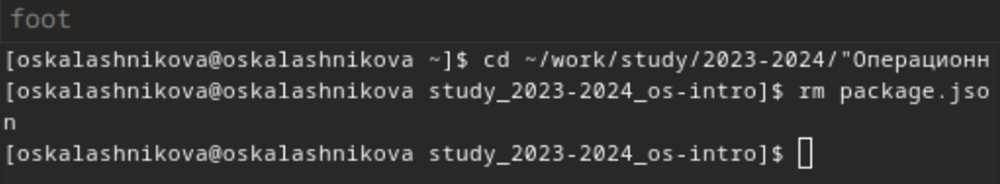 foot
[oskalashnikova@oskalashnikova ~]$ cd ~/work/study/2023-2024/"Операционн
[oskalashnikova@oskalashnikova study_2023-2024_os-intro]$ rm package.jso
n
[oskalashnikova@oskalashnikova study_2023-2024_os-intro]$